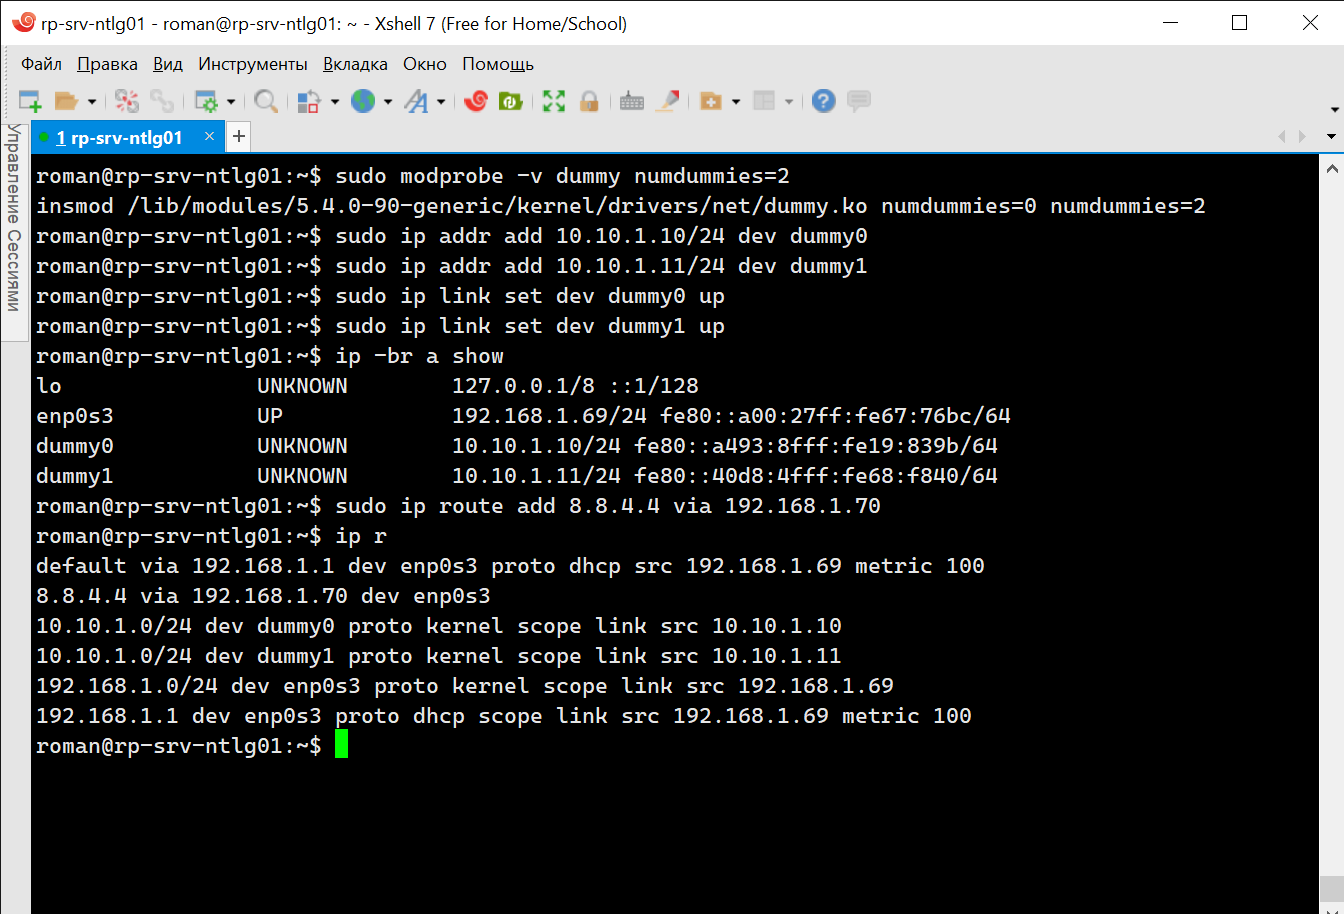 rp-srv-ntlg01 - roman@rp-srv-ntlg01: ~ - Xshell 7 (Free for Home/School)
Файл Правка Вид Инструменты Вкладка Окно Помощь
1 rp-srv-ntlg01 × +
Управление Сессиями
roman@rp-srv-ntlg01:~$ sudo modprobe -v dummy numdummies=2
insmod /lib/modules/5.4.0-90-generic/kernel/drivers/net/dummy.ko numdummies=0 numdummies=2
roman@rp-srv-ntlg01:~$ sudo ip addr add 10.10.1.10/24 dev dummy0
roman@rp-srv-ntlg01:~$ sudo ip addr add 10.10.1.11/24 dev dummy1
roman@rp-srv-ntlg01:~$ sudo ip link set dev dummy0 up
roman@rp-srv-ntlg01:~$ sudo ip link set dev dummy1 up
roman@rp-srv-ntlg01:~$ ip -br a show
lo UNKNOWN 127.0.0.1/8 ::1/128
enp0s3 UP 192.168.1.69/24 fe80::a00:27ff:fe67:76bc/64
dummy0 UNKNOWN 10.10.1.10/24 fe80::a493:8fff:fe19:839b/64
dummy1 UNKNOWN 10.10.1.11/24 fe80::40d8:4fff:fe68:f840/64
roman@rp-srv-ntlg01:~$ sudo ip route add 8.8.4.4 via 192.168.1.70
roman@rp-srv-ntlg01:~$ ip r
default via 192.168.1.1 dev enp0s3 proto dhcp src 192.168.1.69 metric 100
8.8.4.4 via 192.168.1.70 dev enp0s3
10.10.1.0/24 dev dummy0 proto kernel scope link src 10.10.1.10
10.10.1.0/24 dev dummy1 proto kernel scope link src 10.10.1.11
192.168.1.0/24 dev enp0s3 proto kernel scope link src 192.168.1.69
192.168.1.1 dev enp0s3 proto dhcp scope link src 192.168.1.69 metric 100
roman@rp-srv-ntlg01:~$